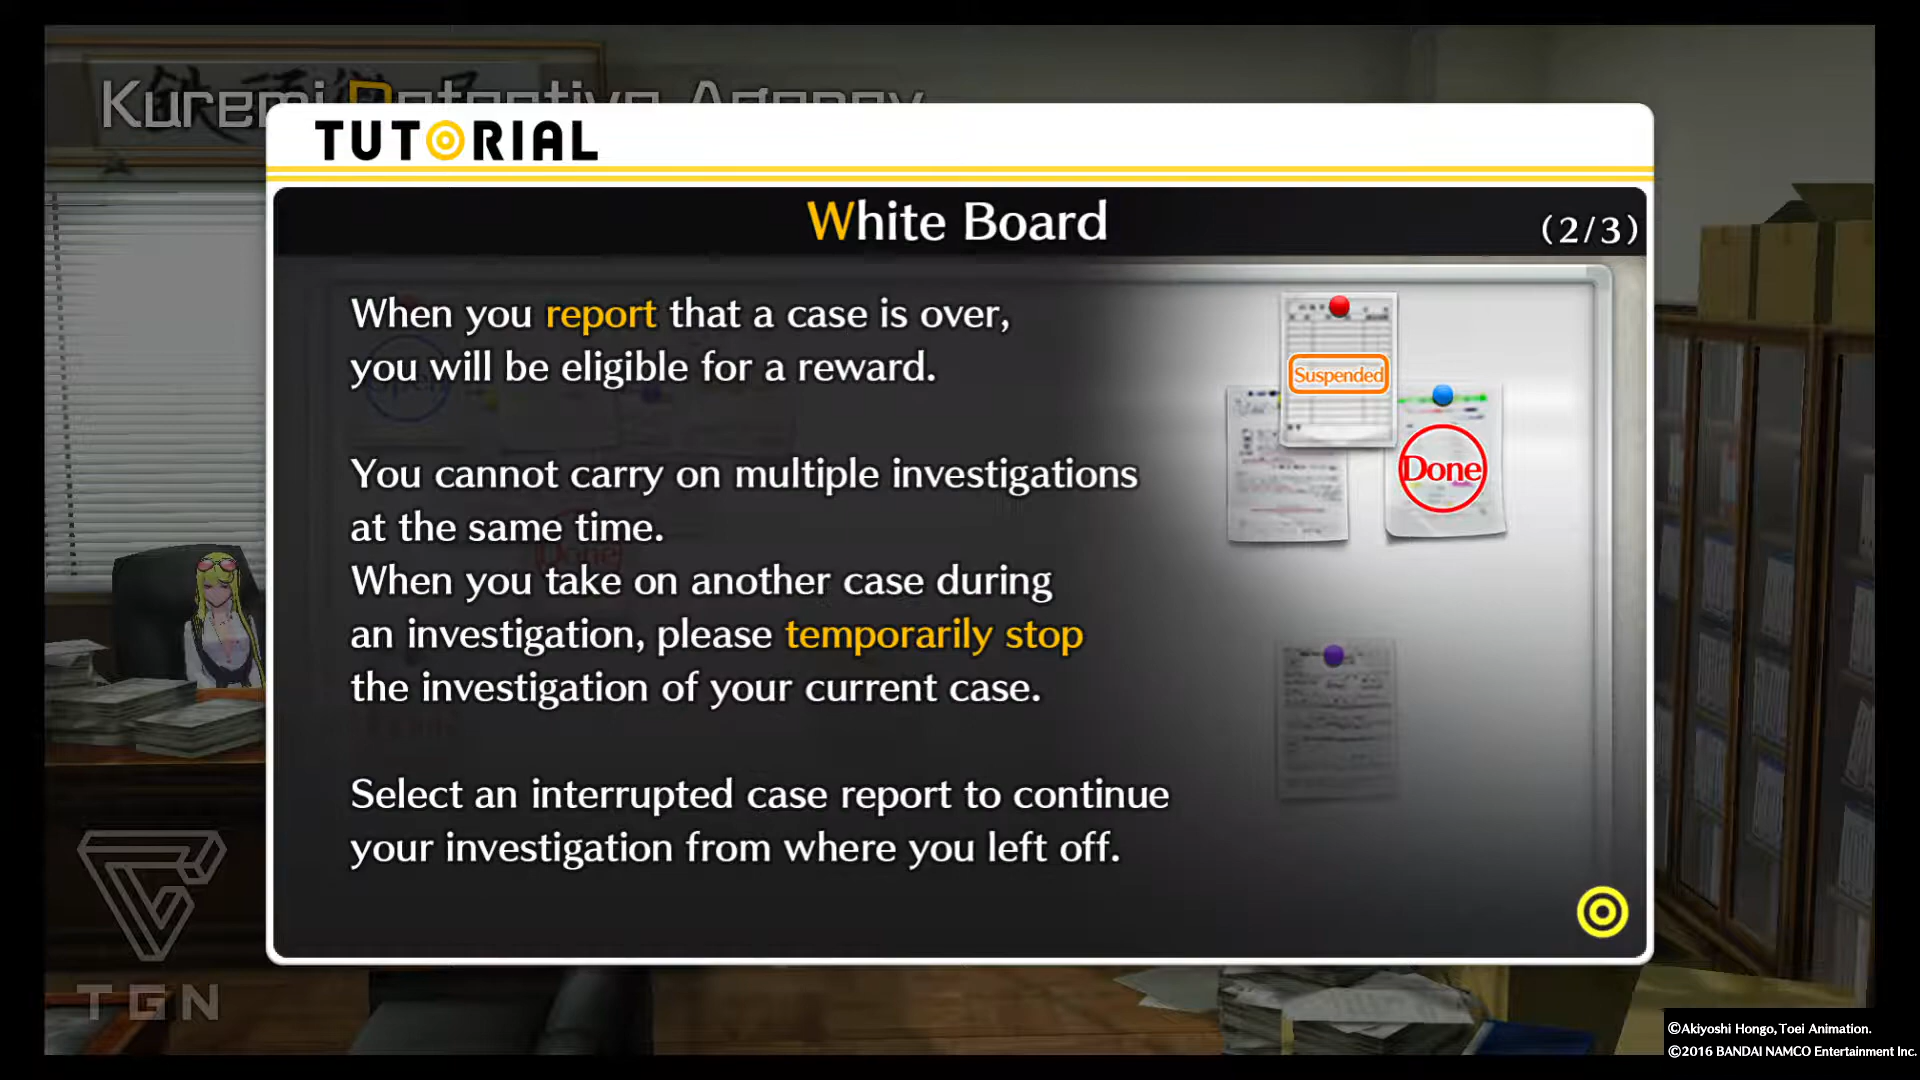 Kuremi Detective Agency
TUTORIAL
White Board
(2/3)
When you report that a case is over,
you will be eligible for a reward.
You cannot carry on multiple investigations
at the same time.
When you take on another case during
an investigation, please temporarily stop
the investigation of your current case.
Select an interrupted case report to continue
your investigation from where you left off.
Suspended
Done
TGN
©Akiyoshi Hongo, Toei Animation.
©2016 BANDAI NAMCO Entertainment Inc.